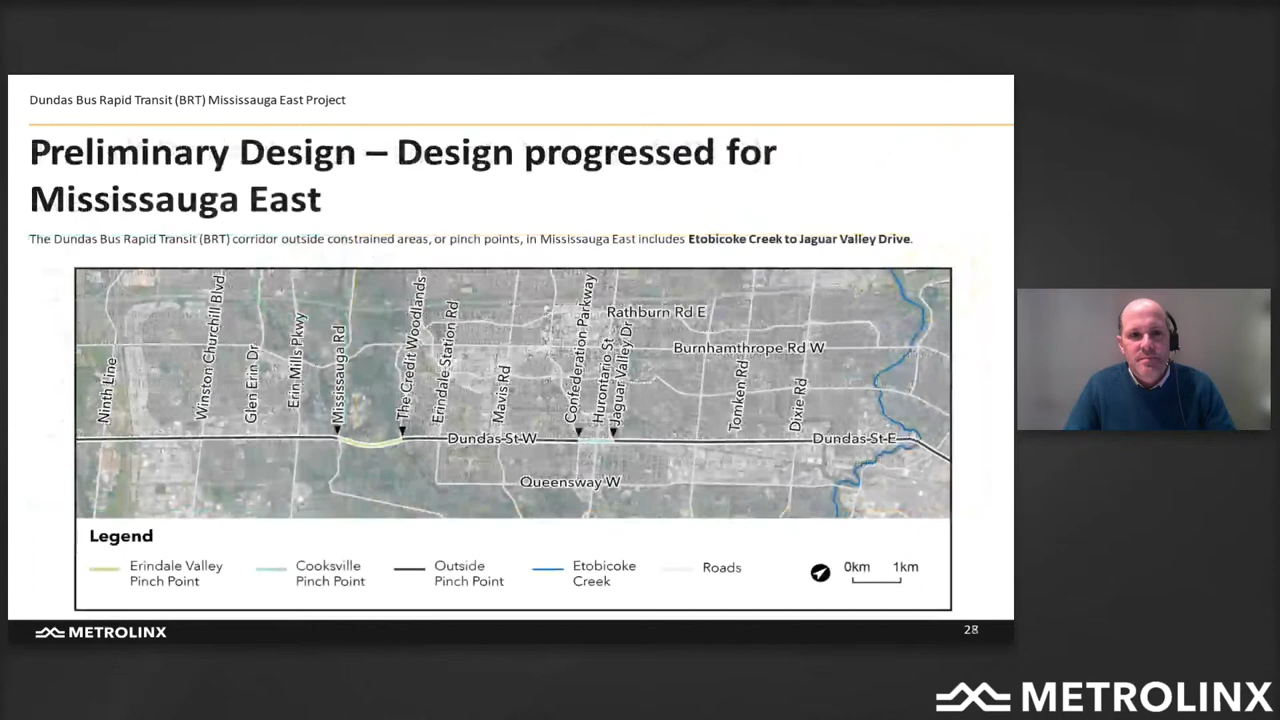 Dundas Bus Rapid Transit (BRT) Mississauga East Project
Preliminary Design – Design progressed for
Mississauga East
The Dundas Bus Rapid Transit (BRT) corridor outside constrained areas, or pinch points, in Mississauga East includes Etobicoke Creek to Jaguar Valley Drive.
Ninth Line
Winston Churchill Blvd
Glen Erin Dr
Erin Mills Pkwy
Mississauga Rd
The Credit Woodlands
Erindale Station Rd
Mavis Rd
Confederation Parkway
Hurontario St
Jaguar Valley Dr
Rathburn Rd E
Burnhamthrope Rd W
Tomken Rd
Dixie Rd
Dundas St W
Dundas St E
Queensway W
Legend
Erindale Valley
Pinch Point
Cooksville
Pinch Point
Outside
Pinch Point
Etobicoke
Creek
Roads
0km 1km
METROLINX
28
METROLINX